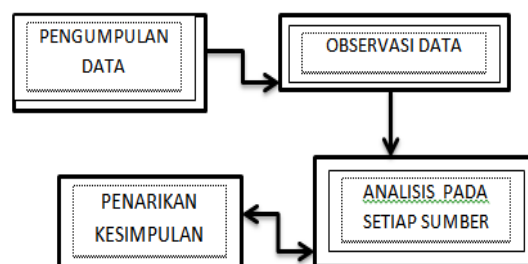 PENGUMPULAN
DATA
OBSERVASI DATA
ANALISIS PADA
SETIAP SUMBER
PENARIKAN
KESIMPULAN